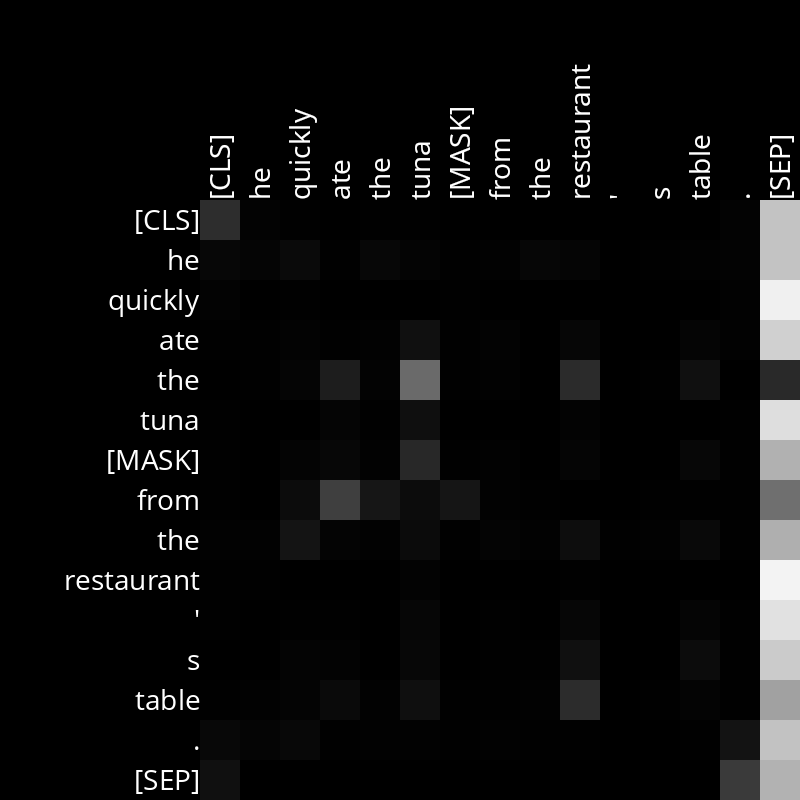 [CLS] he quickly ate the tuna [MASK] from the restaurant ' s table . [SEP]
[CLS]
he
quickly
ate
the
tuna
[MASK]
from
the
restaurant
'
s
table
.
[SEP]